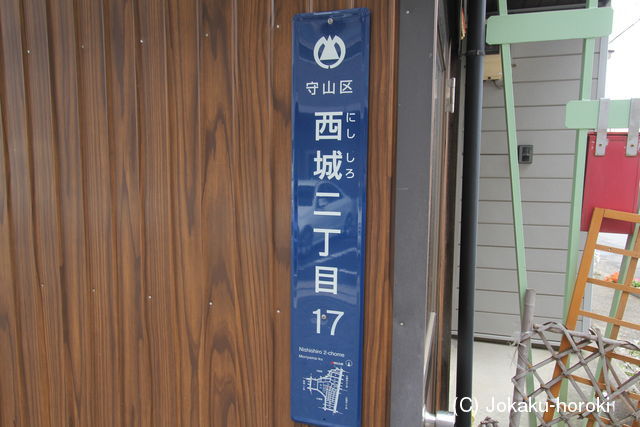 守山区
西城二丁目
にし しろ
17
Nishishiro 2-chome
Moriyama-ku
(C) Jokaku-horokii